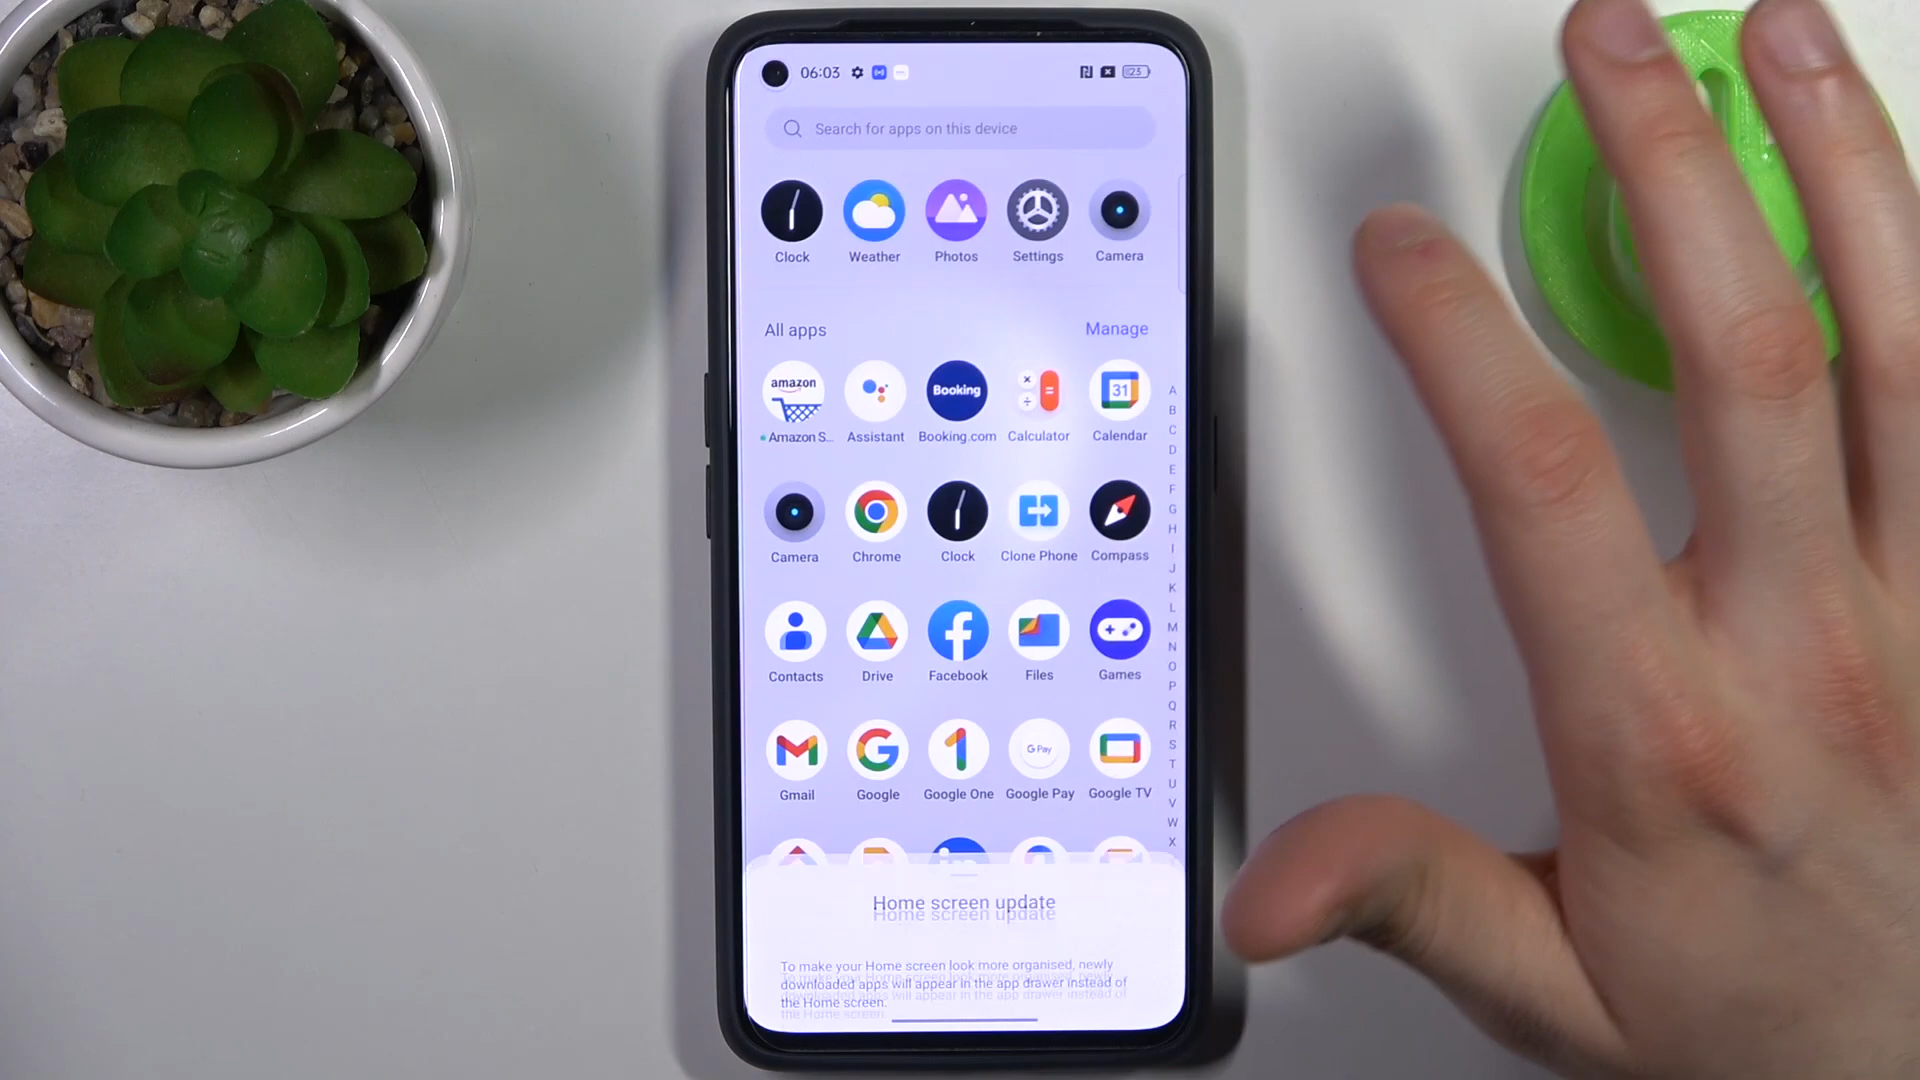 06:03
23
Search for apps on this device
Clock Weather Photos Settings Camera
All apps Manage
amazon Booking 31
Amazon S... Assistant Booking.com Calculator Calendar
Camera Chrome Clock Clone Phone Compass
Contacts Drive Facebook Files Games
G Pay
Gmail Google Google One Google Pay Google TV
in
A
B
C
D
E
F
G
H
I
J
K
L
M
N
O
P
Q
R
S
T
U
V
W
X
Home screen update
To make your Home screen look more organised, newly
downloaded apps will appear in the app drawer instead of
the Home screen.